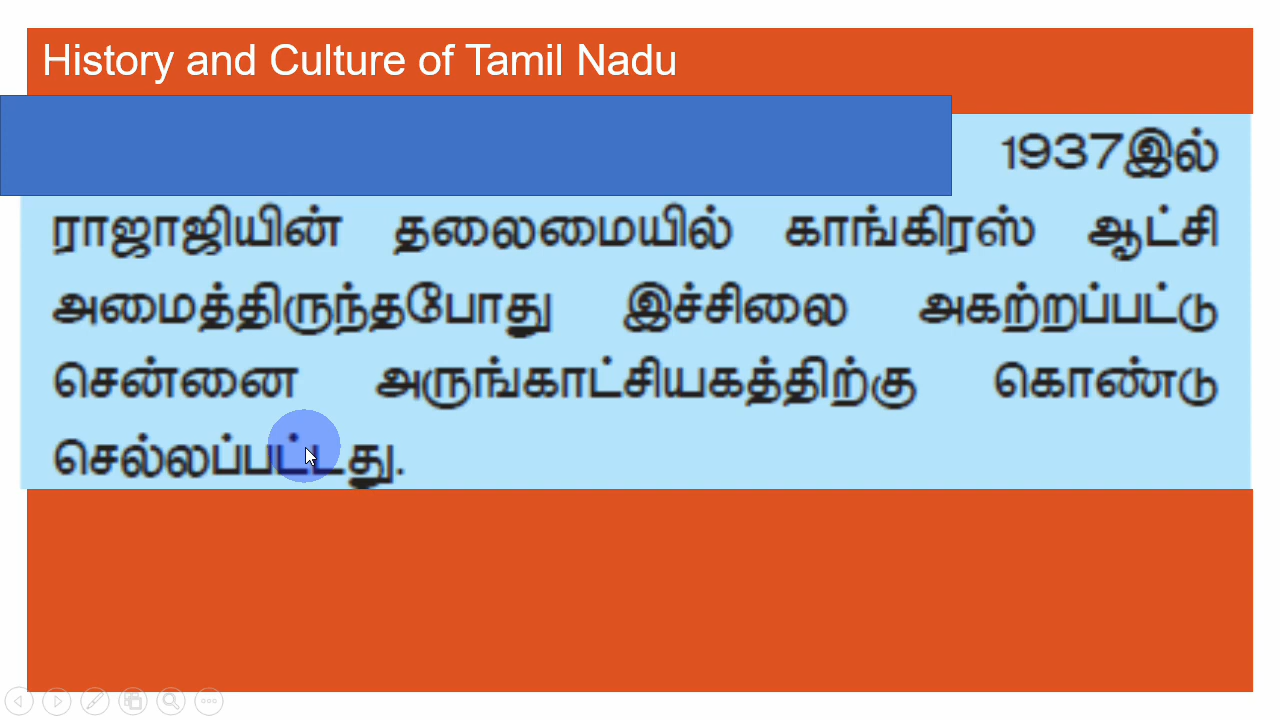 History and Culture of Tamil Nadu
1937இல்
ராஜாஜியின் தலைமையில் காங்கிரஸ் ஆட்சி
அமைத்திருந்தபோது இச்சிலை அகற்றப்பட்டு
சென்னை அருங்காட்சியகத்திற்கு கொண்டு
செல்லப்பட்டது.